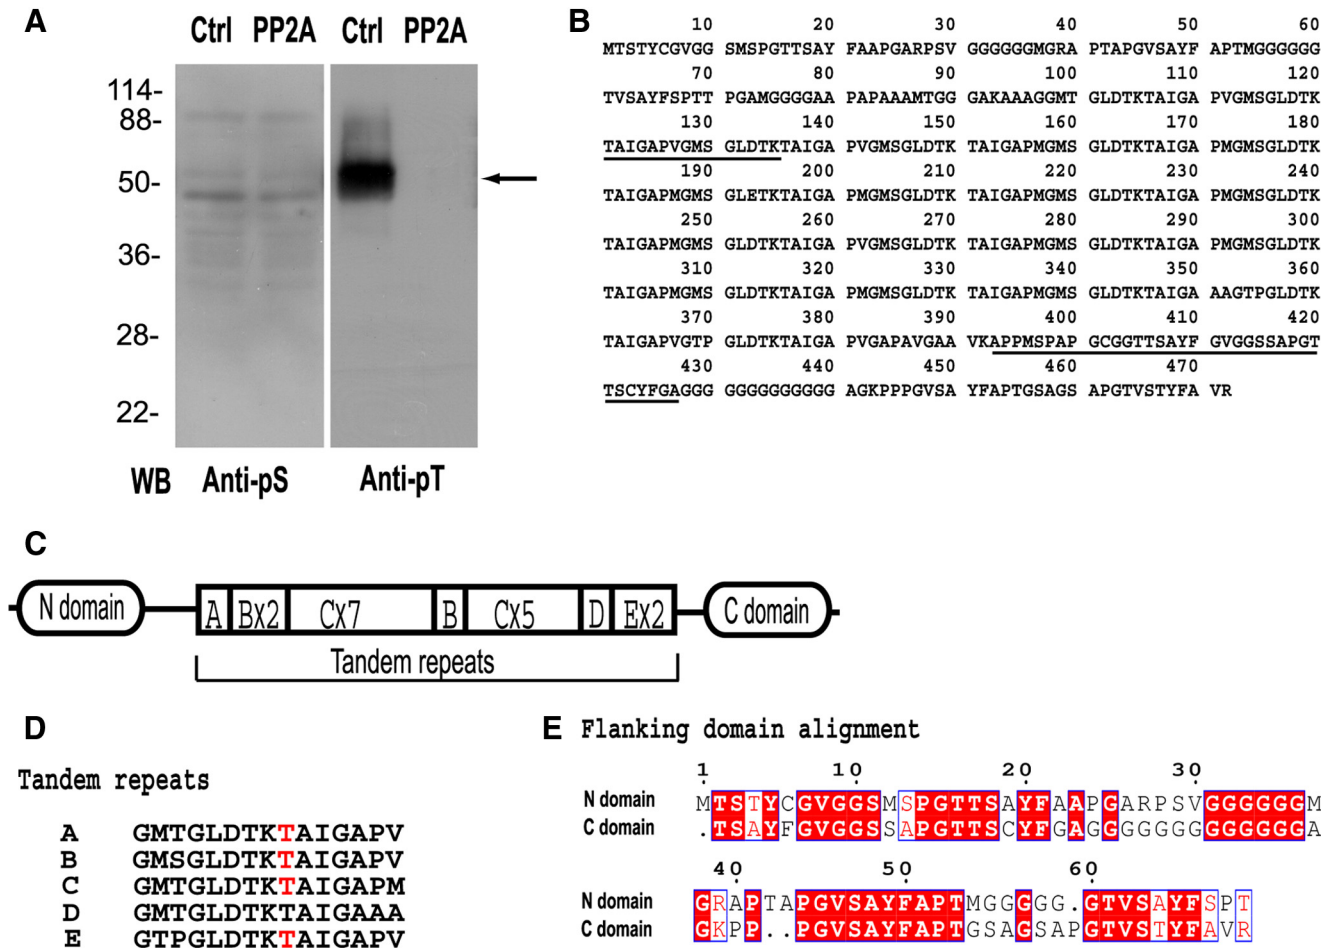 A
Ctrl PP2A Ctrl PP2A
114-
88-
50-
36-
28-
22-
WB Anti-pS Anti-pT
B
10 20 30 40 50 60
MTSTYCGVGG SMSPGTTSAY FAAPGARPSV GGGGGGMGRA PTAPGVSAYF APTMGGGGGG
70 80 90 100 110 120
TVSAYFSPTT PGAMGGGGAA PAPAAAMTGG GAKAAAGGMT GLDTKTAIGA PVGMSGLDTK
130 140 150 160 170 180
TAIGAPVGMS GLDTKTAIGA PVGMSGLDTK TAIGAPMGMS GLDTKTAIGA PMGMSGLDTK
190 200 210 220 230 240
TAIGAPMGMS GLETKTAIGA PMGMSGLDTK TAIGAPMGMS GLDTKTAIGA PMGMSGLDTK
250 260 270 280 290 300
TAIGAPMGMS GLDTKTAIGA PVGMSGLDTK TAIGAPMGMS GLDTKTAIGA PMGMSGLDTK
310 320 330 340 350 360
TAIGAPMGMS GLDTKTAIGA PMGMSGLDTK TAIGAPMGMS GLDTKTAIGA AAGTPGLDTK
370 380 390 400 410 420
TAIGAPVGTP GLDTKTAIGA PVGAPAVGAA VKAPPMSPAP GCGGTTSAYF GVGGSSAPGT
430 440 450 460 470
TSCYFGAGGG GGGGGGGGGG AGKPPPGVSA YFAPTGSAGS APGTVSTYFA VR
C
N domain A Bx2 Cx7 B Cx5 D Ex2 C domain
Tandem repeats
D
Tandem repeats
A GMTGLDTKTAIGAPV
B GMSGLDTKTAIGAPV
C GMSGLDTKTAIGAPM
D GMTGLDTKTAIGAAA
E GTPGLDTKTAIGAPV
E Flanking domain alignment
1 10 20 30
N domain MTSTYCGVGGSMSPGTTSAYFAAPGARPSVGGGGGGM
C domain .TSAYFGVGGSSAPGTTSCYFGAGGGGGGGGGGGGGA
40 50 60
N domain GRAPTAPGVSAYFAPTMGGGGGG.GTVSAYFSPT
C domain GKPP..PGVSAYFAPTGSAGSAPGTVSTYFAVR